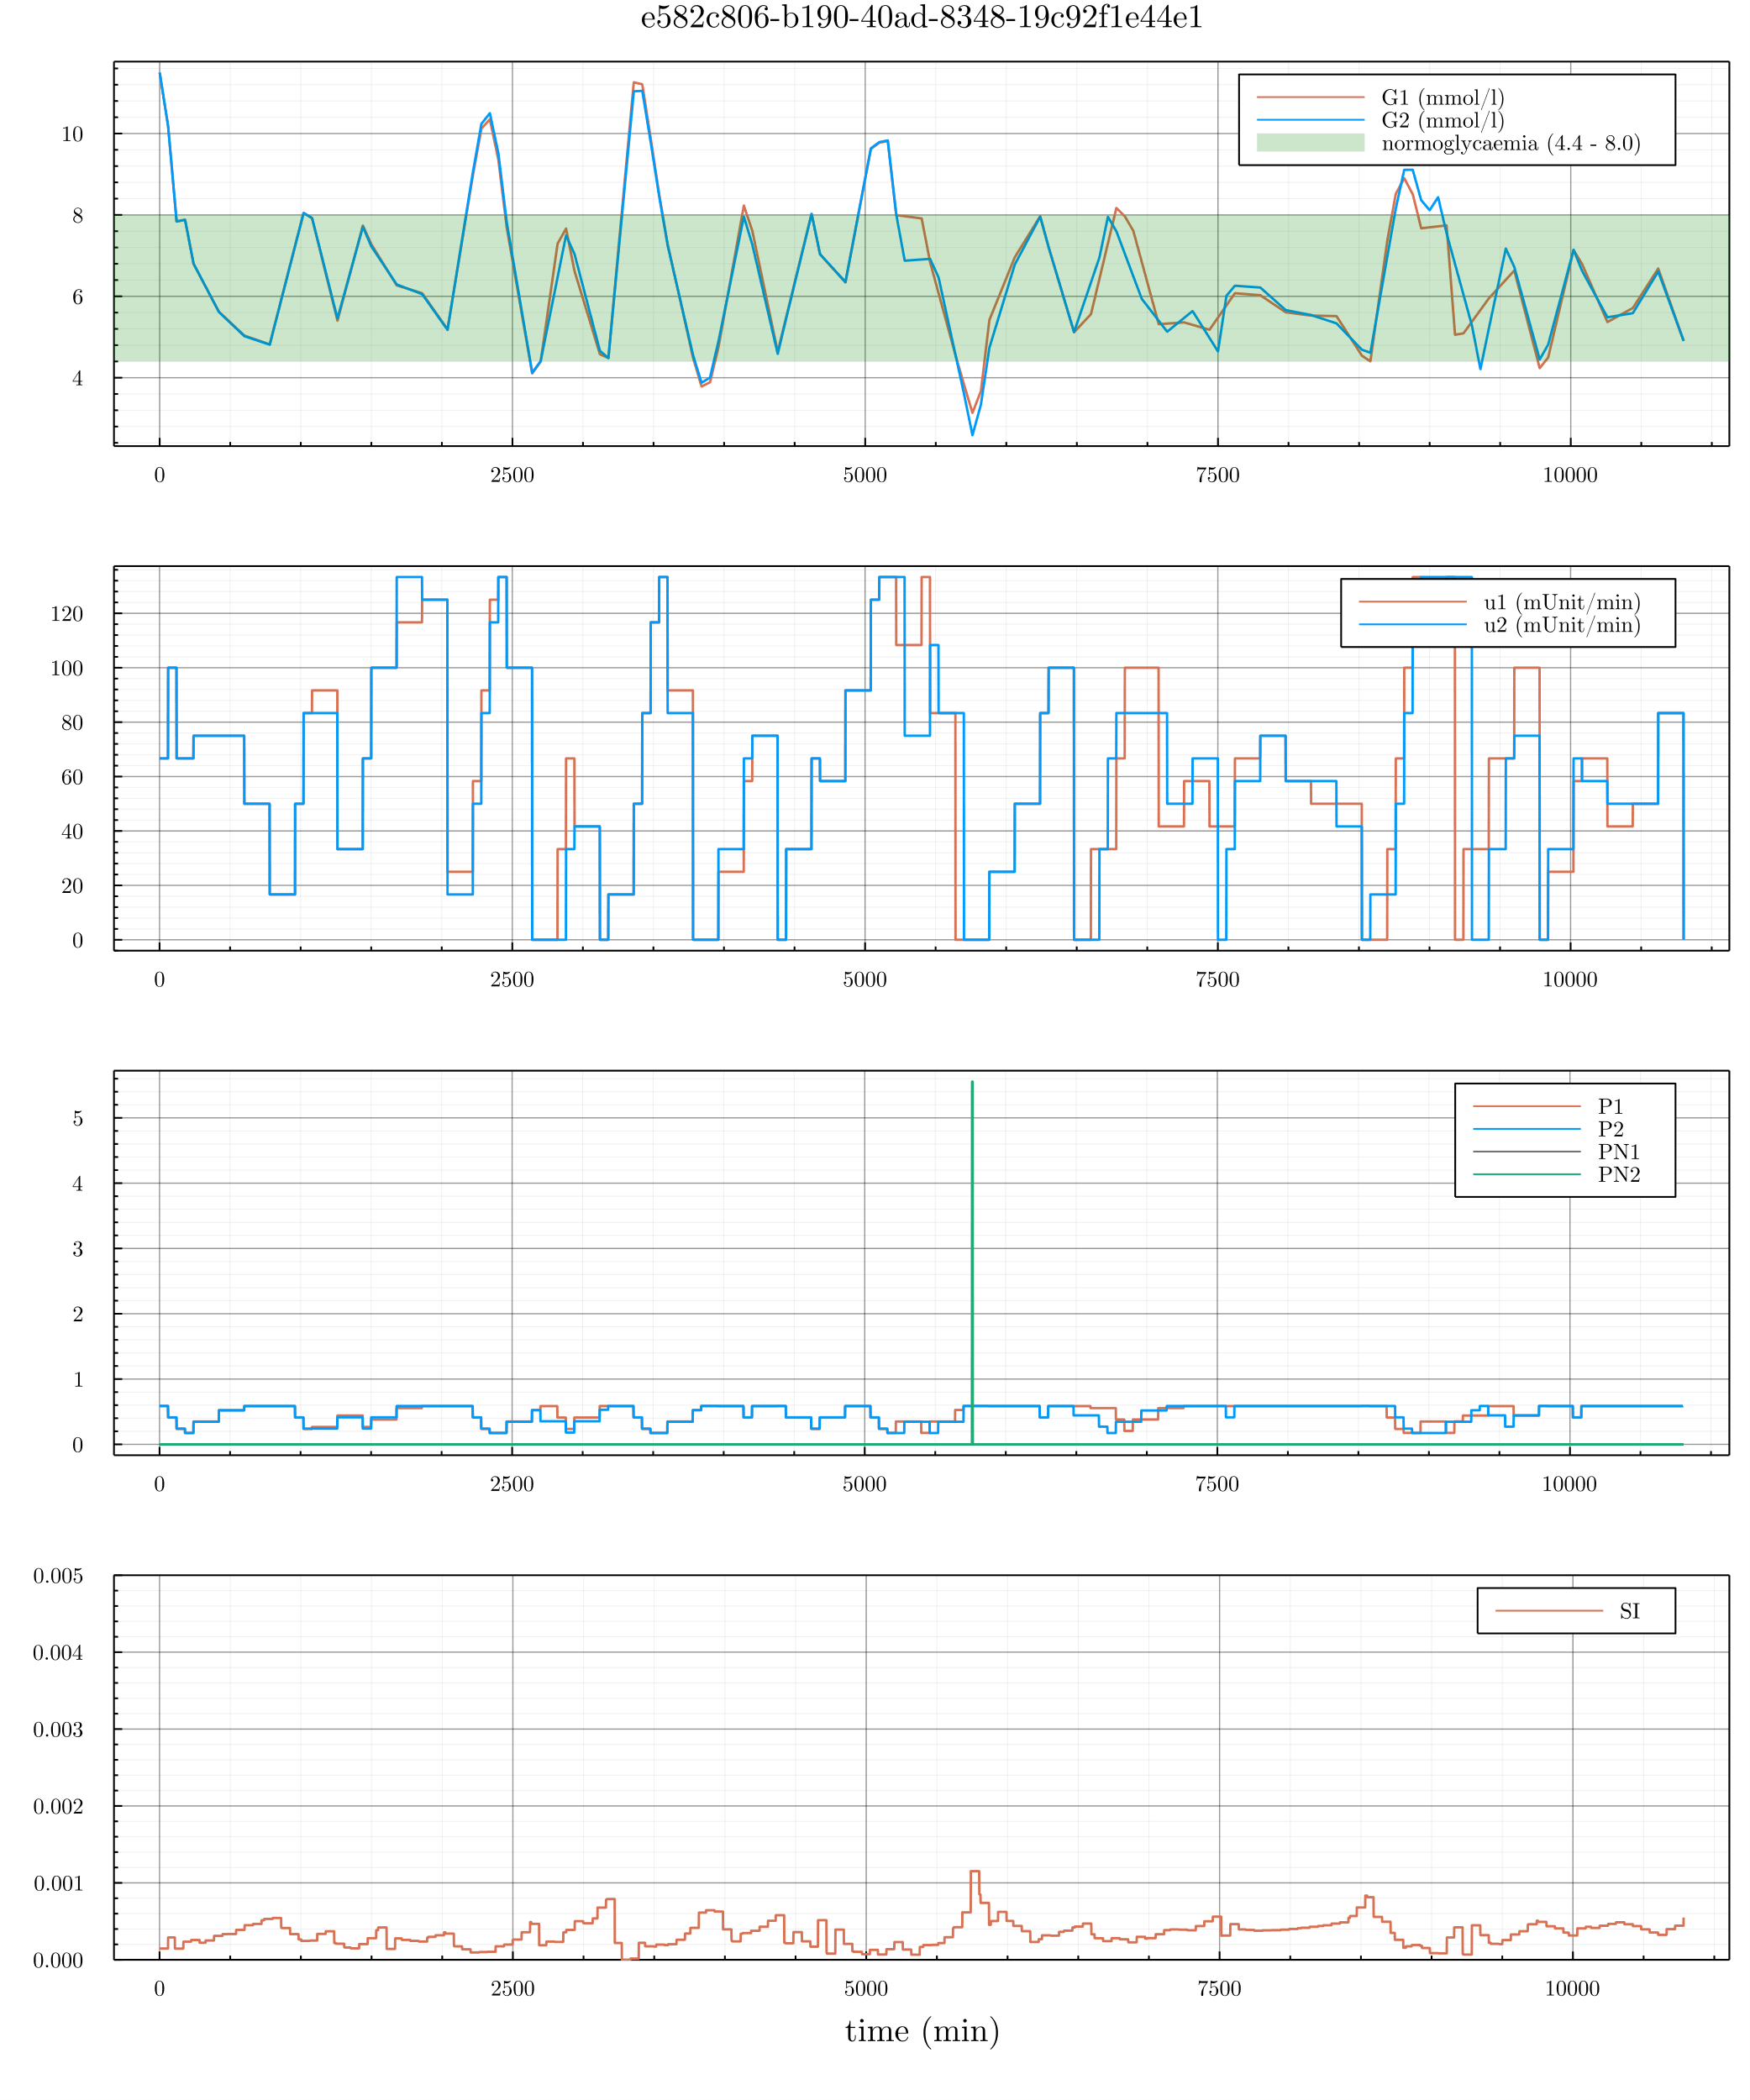 e582c806-b190-40ad-8348-19c92f1e44e1
G1 (mmol/l)
G2 (mmol/l)
normoglycaemia (4.4 - 8.0)
10
8
6
4
0 2500 5000 7500 10000
u1 (mUnit/min)
u2 (mUnit/min)
120
100
80
60
40
20
0
0 2500 5000 7500 10000
P1
P2
PN1
PN2
5
4
3
2
1
0
0 2500 5000 7500 10000
SI
0.005
0.004
0.003
0.002
0.001
0.000
0 2500 5000 7500 10000
time (min)